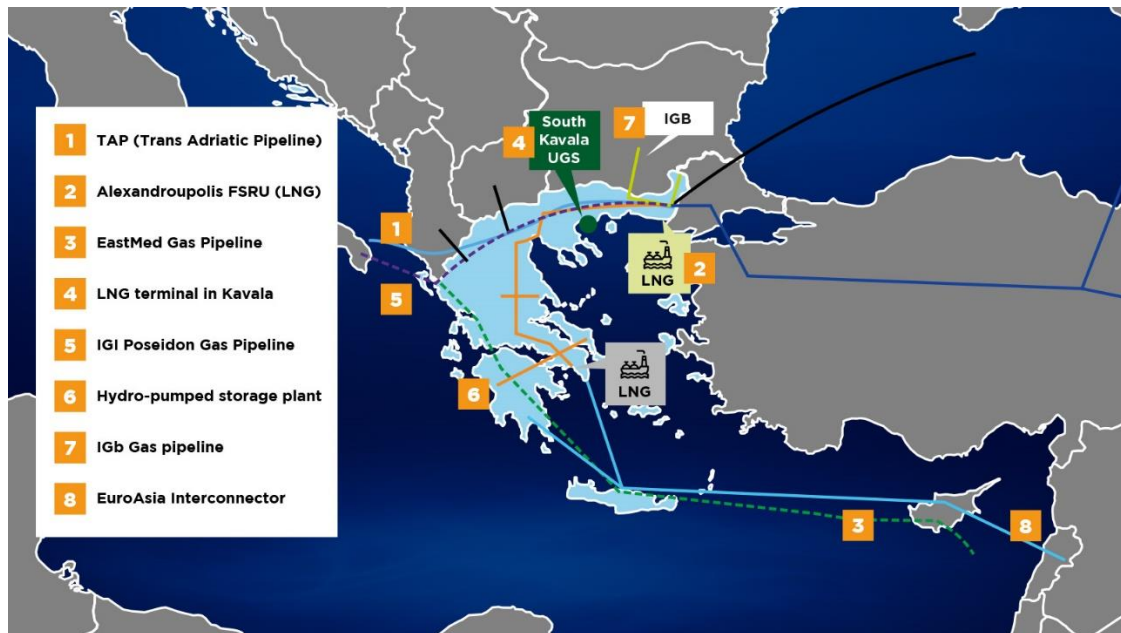 1 TAP (Trans Adriatic Pipeline)
2 Alexandroupolis FSRU (LNG)
3 EastMed Gas Pipeline
4 LNG terminal in Kavala
5 IGI Poseidon Gas Pipeline
6 Hydro-pumped storage plant
7 IGb Gas pipeline
8 EuroAsia Interconnector
7 IGB
4 South
Kavala
UGS
1
5
LNG 2
LNG
6
3
8